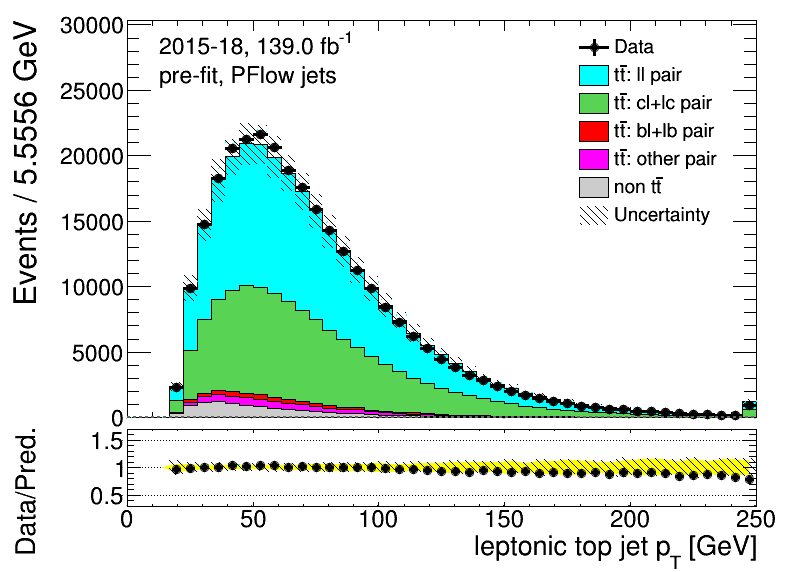 30000
25000
20000
15000
10000
5000
0
Events / 5.5556 GeV
2015-18, 139.0 fb⁻¹
pre-fit, PFlow jets
Data
tt̄: ll pair
tt̄: cl+lc pair
tt̄: bl+lb pair
tt̄: other pair
non tt̄
Uncertainty
Data/Pred.
1.5
1
0.5
0 50 100 150 200 250
leptonic top jet p_T [GeV]